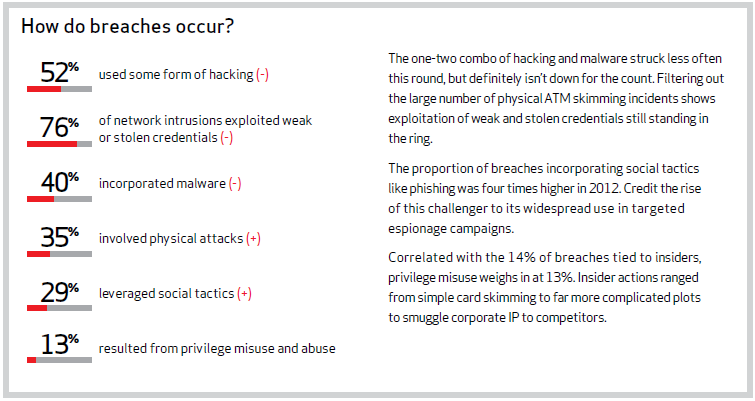 How do breaches occur?
52% used some form of hacking (-)
76% of network intrusions exploited weak
or stolen credentials (-)
40% incorporated malware (-)
35% involved physical attacks (+)
29% leveraged social tactics (+)
13% resulted from privilege misuse and abuse
The one-two combo of hacking and malware struck less often
this round, but definitely isn't down for the count. Filtering out
the large number of physical ATM skimming incidents shows
exploitation of weak and stolen credentials still standing in
the ring.
The proportion of breaches incorporating social tactics
like phishing was four times higher in 2012. Credit the rise
of this challenger to its widespread use in targeted
espionage campaigns.
Correlated with the 14% of breaches tied to insiders,
privilege misuse weighs in at 13%. Insider actions ranged
from simple card skimming to far more complicated plots
to smuggle corporate IP to competitors.